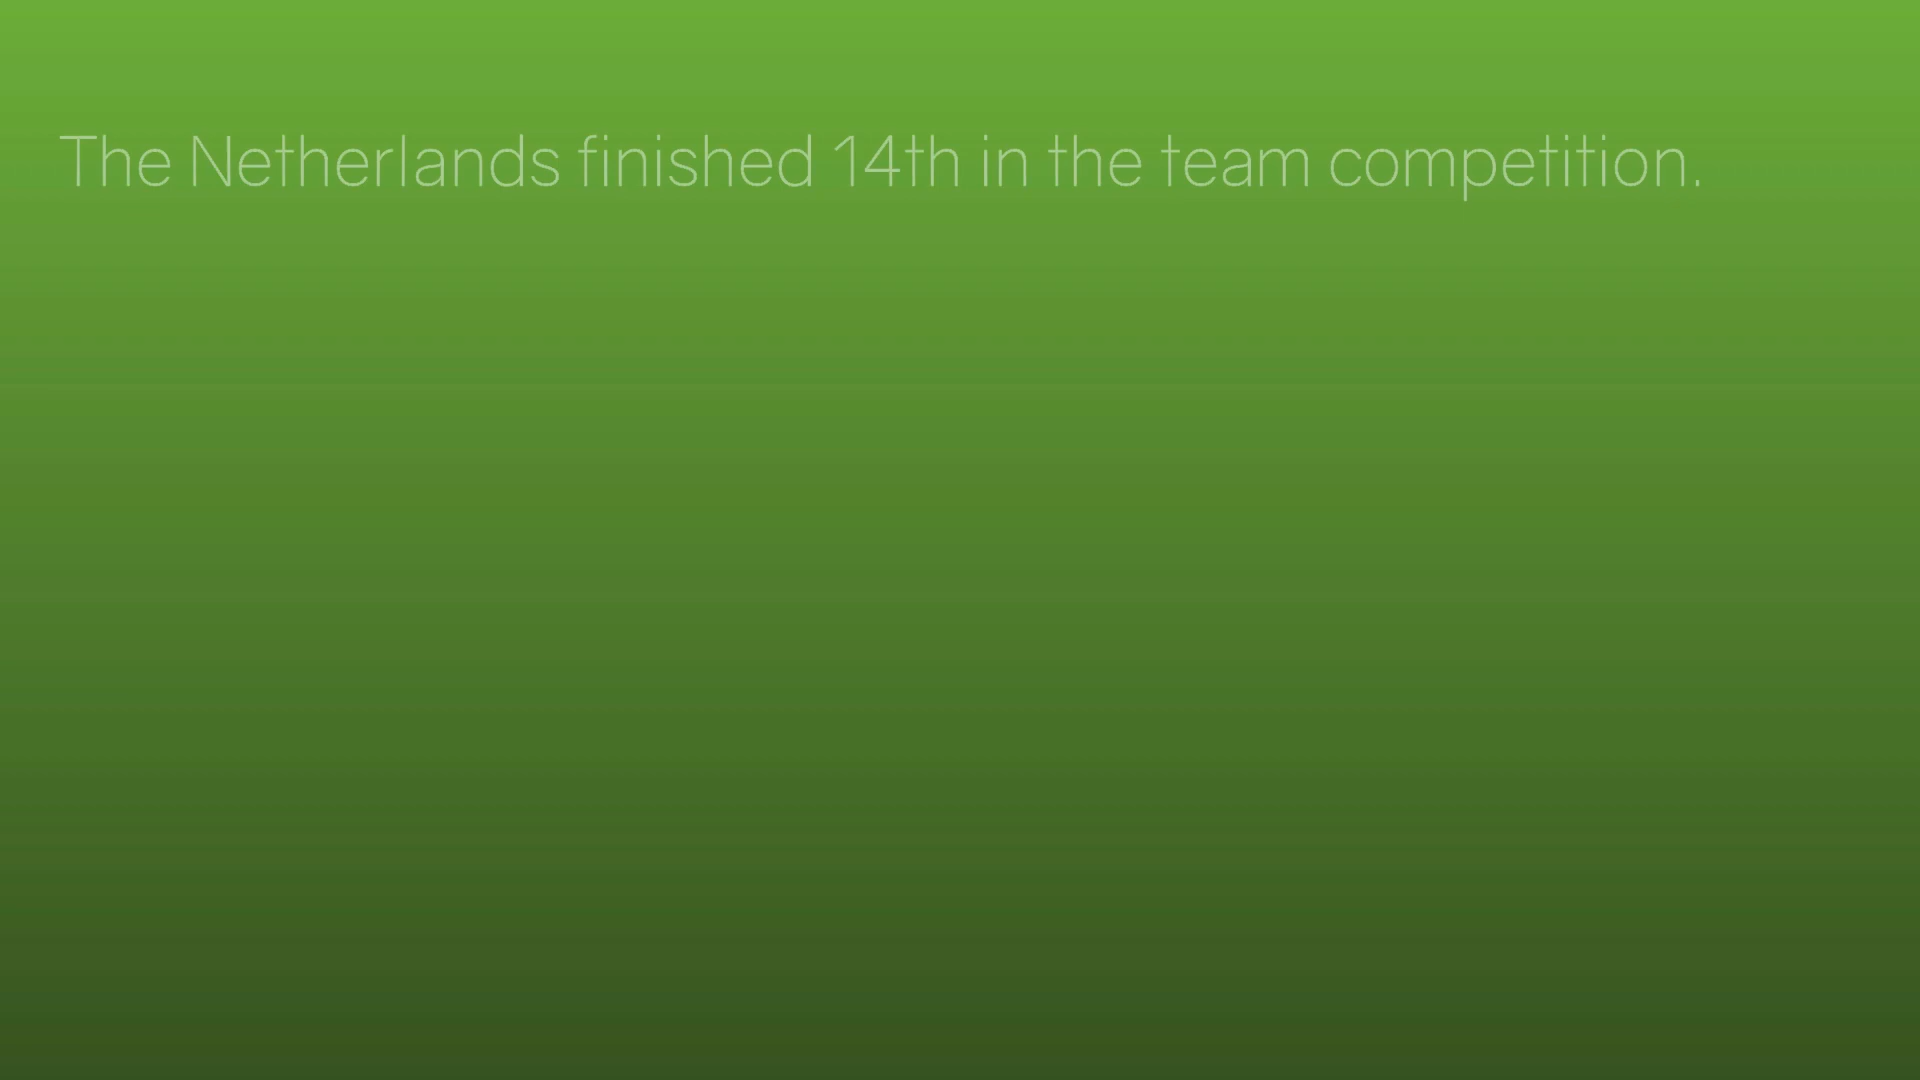 The Netherlands finished 14th in the team competition.